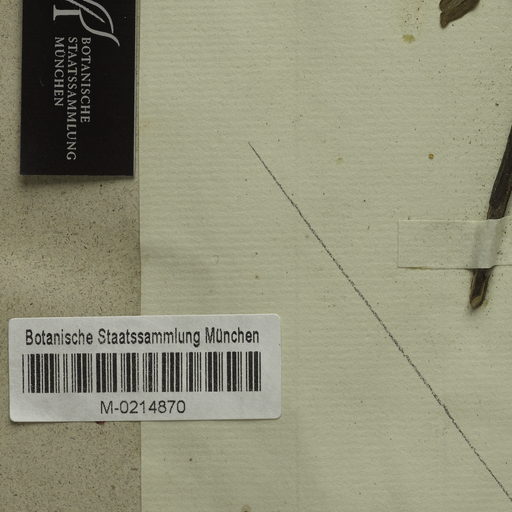 BOTANISCHE
STAATSSAMMLUNG
MÜNCHEN
Botanische Staatssammlung München
M-0214870